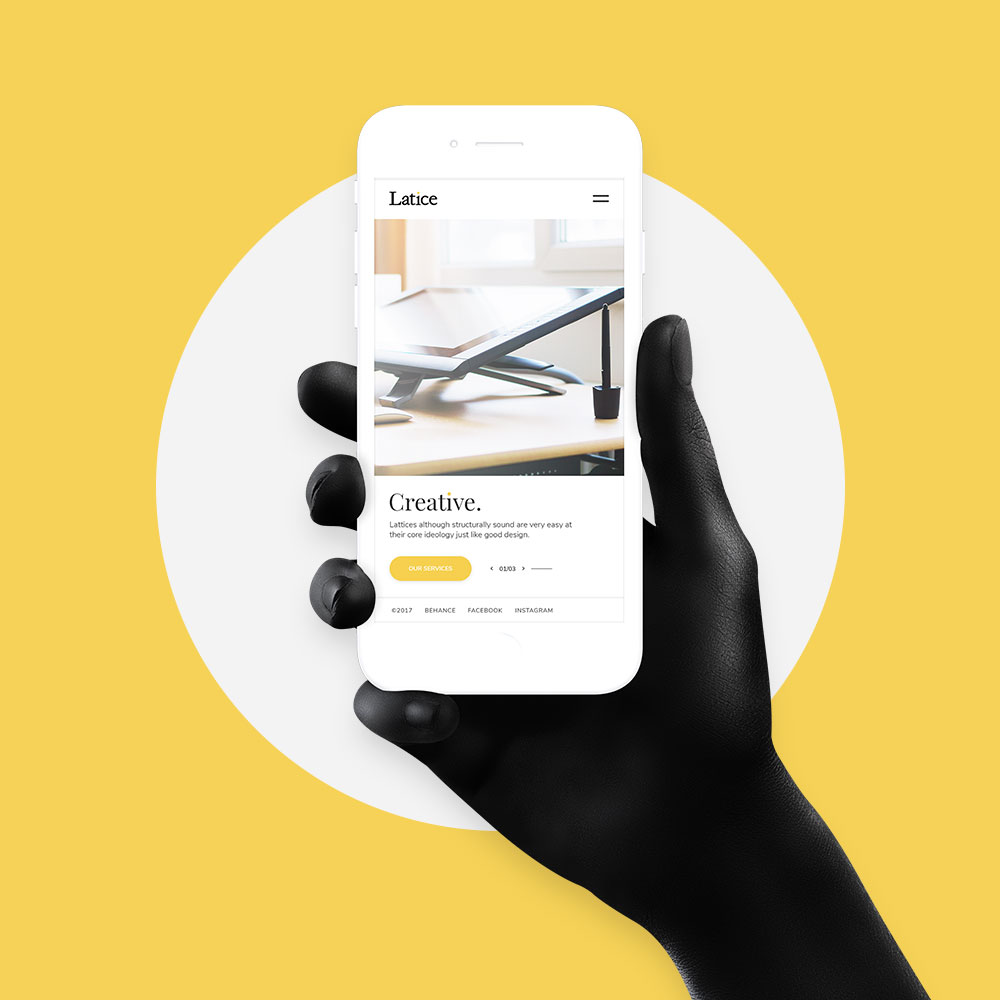 Latice
Creative.
Lattices although structurally sound are very easy at
their core ideology just like good design.
OUR SERVICES
‹ 01/03 ›
©2017 BEHANCE FACEBOOK INSTAGRAM